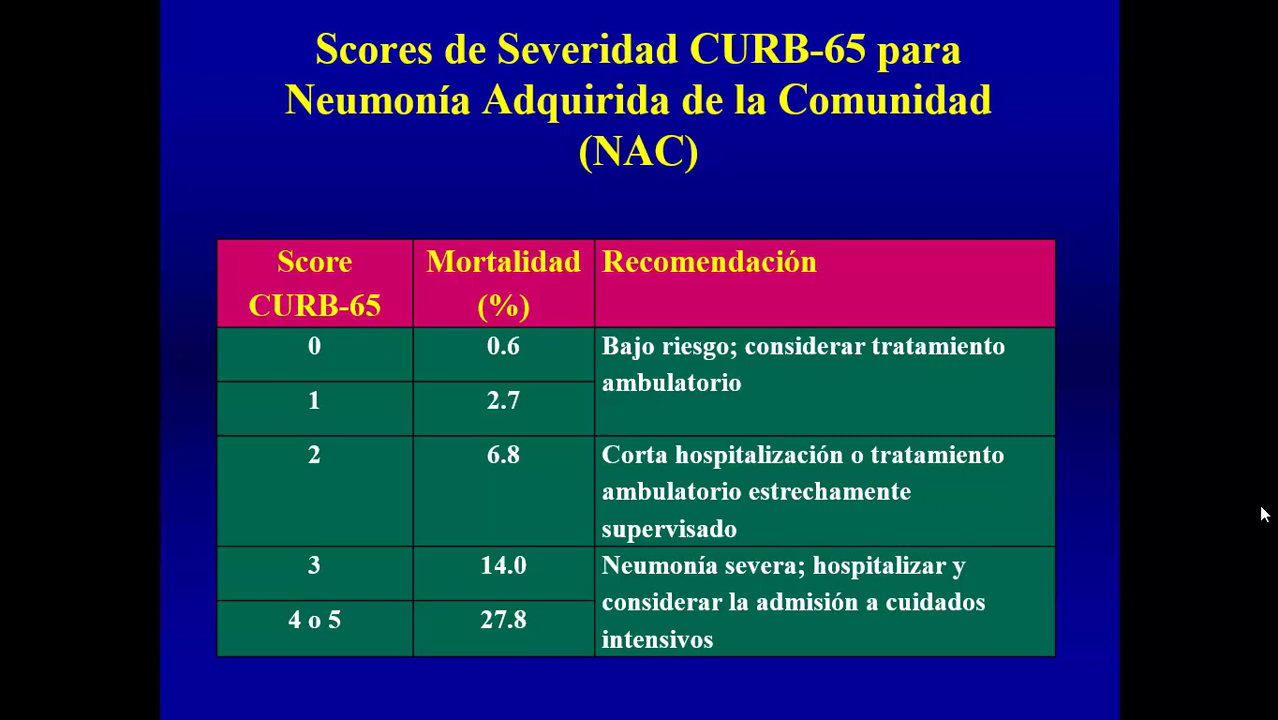 Scores de Severidad CURB-65 para
Neumonía Adquirida de la Comunidad
(NAC)
Score
CURB-65
Mortalidad
(%)
Recomendación
0
0.6
Bajo riesgo; considerar tratamiento
ambulatorio
1
2.7
2
6.8
Corta hospitalización o tratamiento
ambulatorio estrechamente
supervisado
3
14.0
Neumonía severa; hospitalizar y
considerar la admisión a cuidados
intensivos
4 o 5
27.8